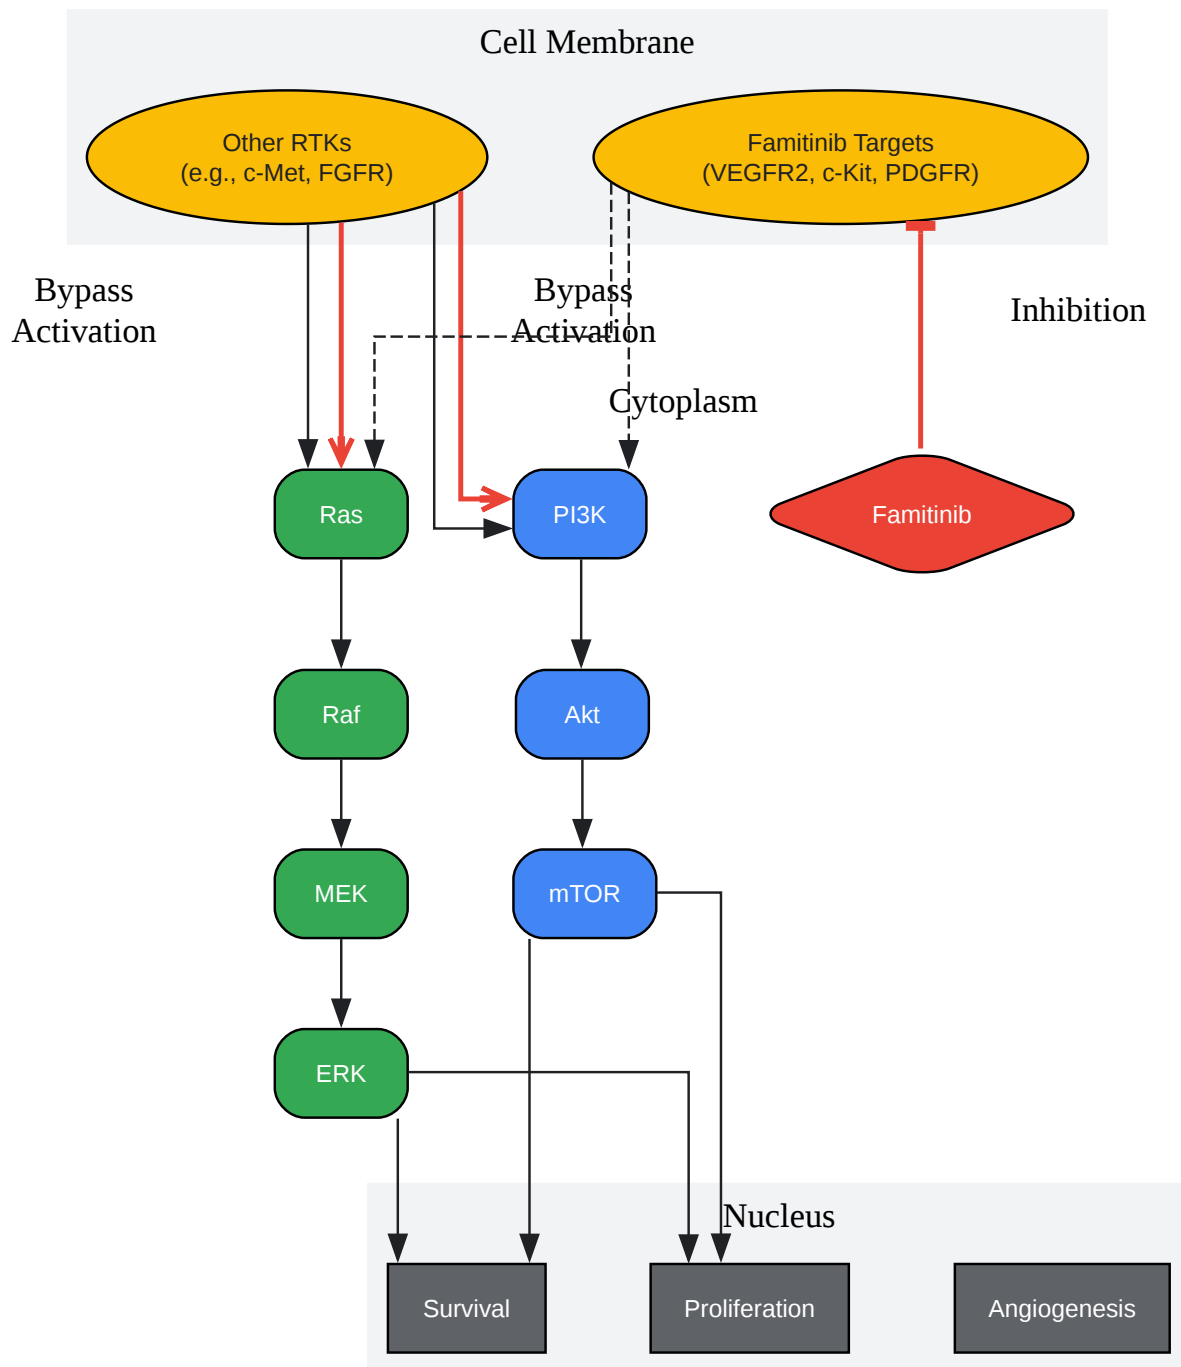 Cell Membrane
Other RTKs
(e.g., c-Met, FGFR)
Famitinib Targets
(VEGFR2, c-Kit, PDGFR)
Bypass
Activation
Bypass
Activation
Inhibition
Cytoplasm
Ras
PI3K
Famitinib
Raf
Akt
MEK
mTOR
ERK
Nucleus
Survival
Proliferation
Angiogenesis